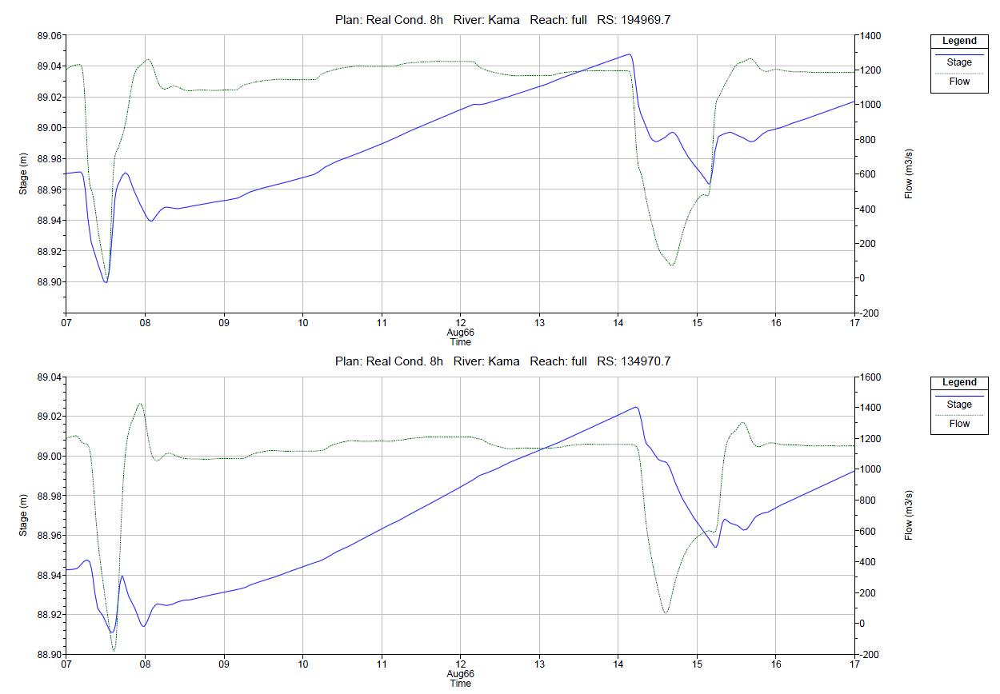 Plan: Real Cond. 8h River: Kama Reach: full RS: 194969.7
89.06
89.04
89.02
89.00
88.98
88.96
88.94
88.92
88.90
Stage (m)
1400
1200
1000
800
600
400
200
0
-200
Flow (m3/s)
07 08 09 10 11 12 13 14 15 16 17
Aug66
Time
Legend
Stage
Flow
Plan: Real Cond. 8h River: Kama Reach: full RS: 134970.7
89.04
89.02
89.00
88.98
88.96
88.94
88.92
88.90
Stage (m)
1600
1400
1200
1000
800
600
400
200
0
-200
Flow (m3/s)
07 08 09 10 11 12 13 14 15 16 17
Aug66
Time
Legend
Stage
Flow